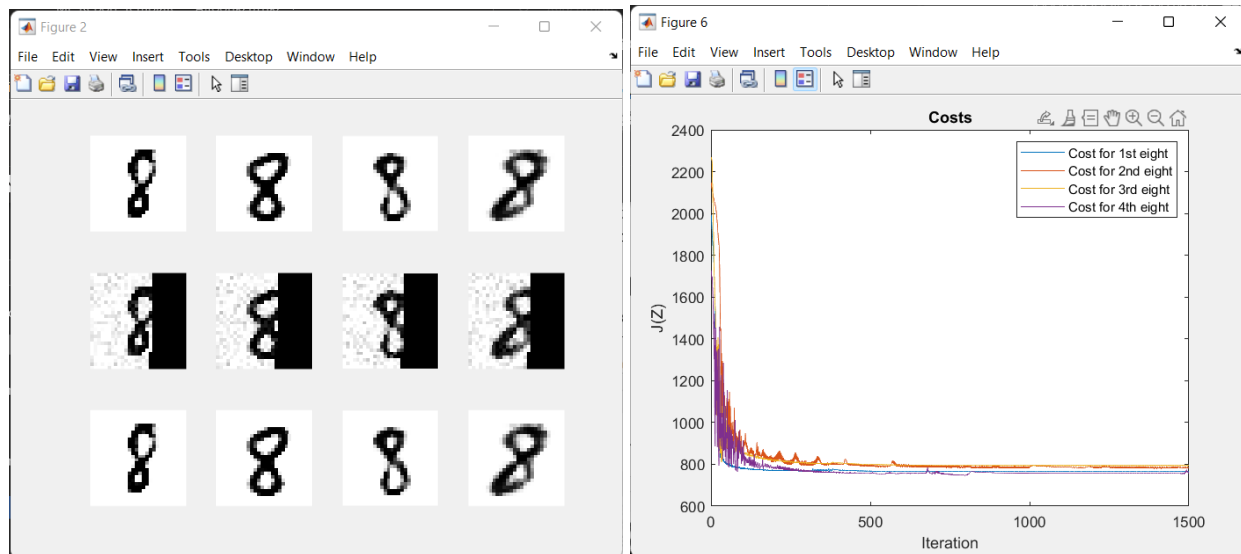 Figure 2
File Edit View Insert Tools Desktop Window Help
Figure 6
File Edit View Insert Tools Desktop Window Help
Costs
2400
2200
2000
1800
1600
1400
1200
1000
800
600
J(Z)
Cost for 1st eight
Cost for 2nd eight
Cost for 3rd eight
Cost for 4th eight
0 500 1000 1500
Iteration